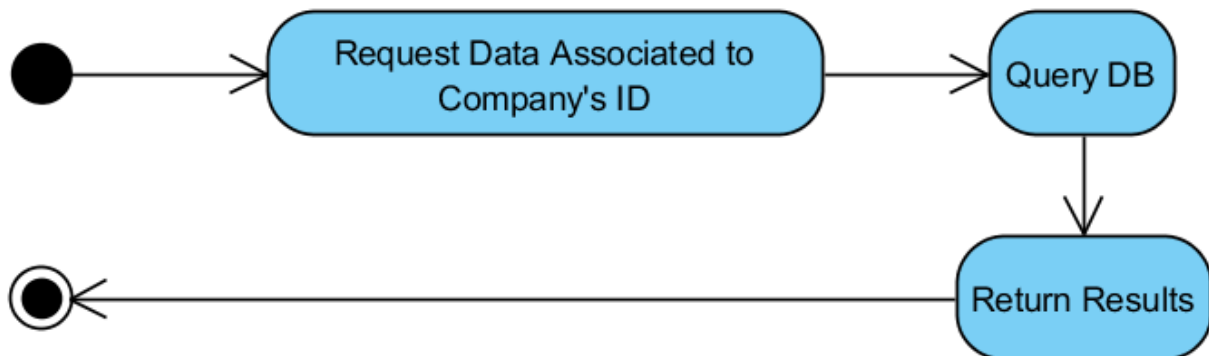 Request Data Associated to
Company's ID
Query DB
Return Results